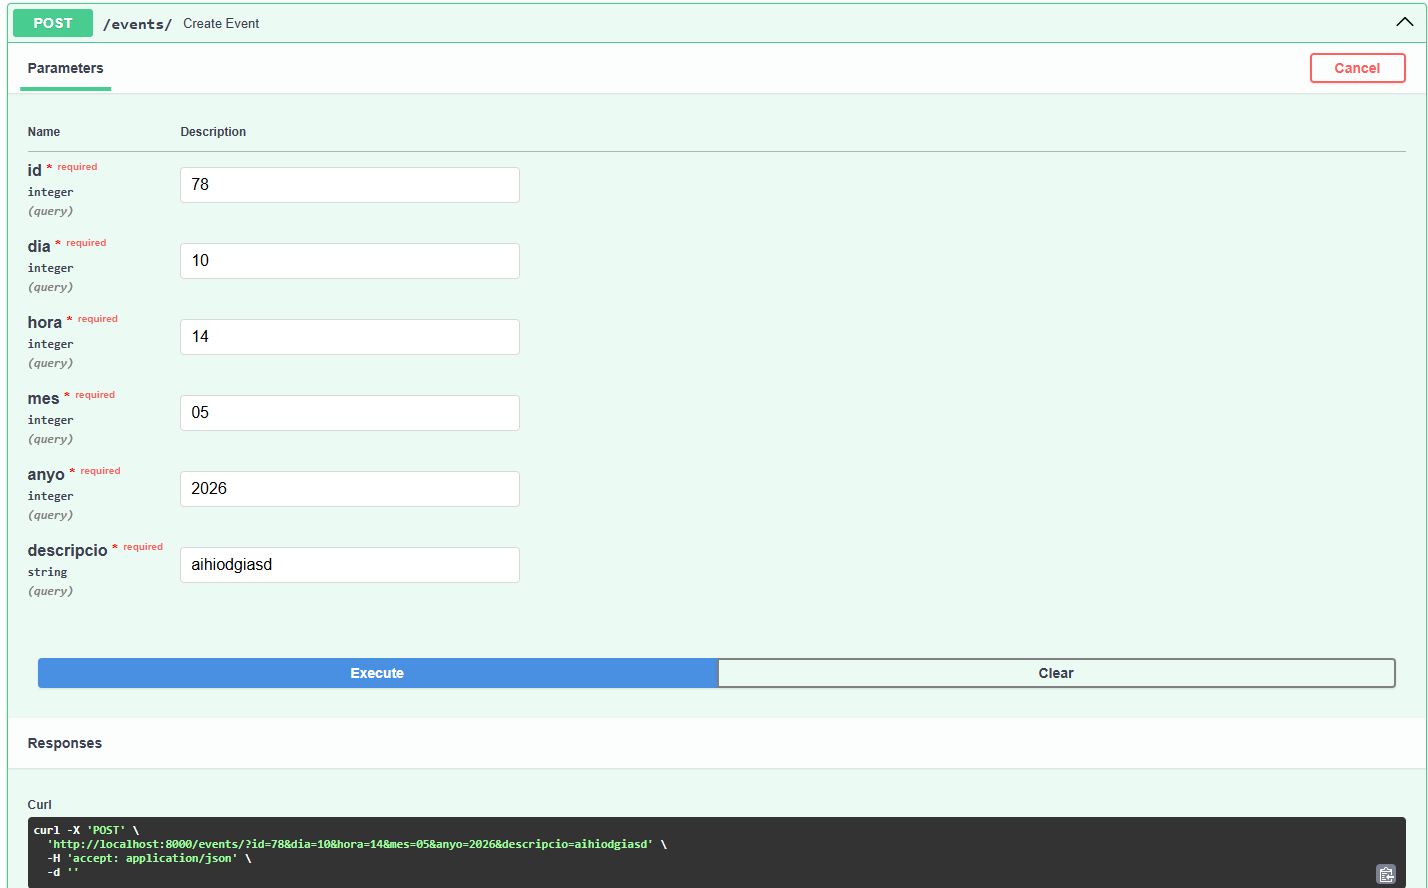 POST /events/ Create Event
Parameters
Cancel
Name Description
id * required
integer
(query)
78
dia * required
integer
(query)
10
hora * required
integer
(query)
14
mes * required
integer
(query)
05
anyo * required
integer
(query)
2026
descripcio * required
string
(query)
aihiodgiasd
Execute Clear
Responses
Curl
curl -X 'POST' \
'http://localhost:8000/events/?id=78&dia=10&hora=14&mes=05&anyo=2026&descripcio=aihiodgiasd' \
-H 'accept: application/json' \
-d ''